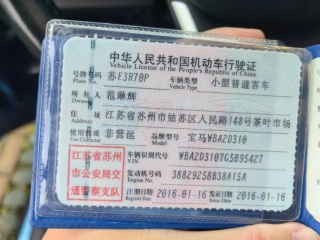 中华人民共和国机动车行驶证
Vehicle License of the People's Republic of China
号牌号码 苏E3R70P 车辆类型 小型普通客车
Plate No. Vehicle Type
所有人 范琳辉
Owner
住址 江苏省苏州市姑苏区人民路148号茶叶市场
Address
使用性质 非营运 品牌型号 宝马WBA2D310
Use Character Model
江苏省苏州市公安局交通警察支队
车辆识别代号 WBA2D3107G5B95427
VIN
发动机号码 38829258B38A15A
Engine No.
注册日期 2016-01-16 发证日期 2016-01-16
Register Date Issue Date